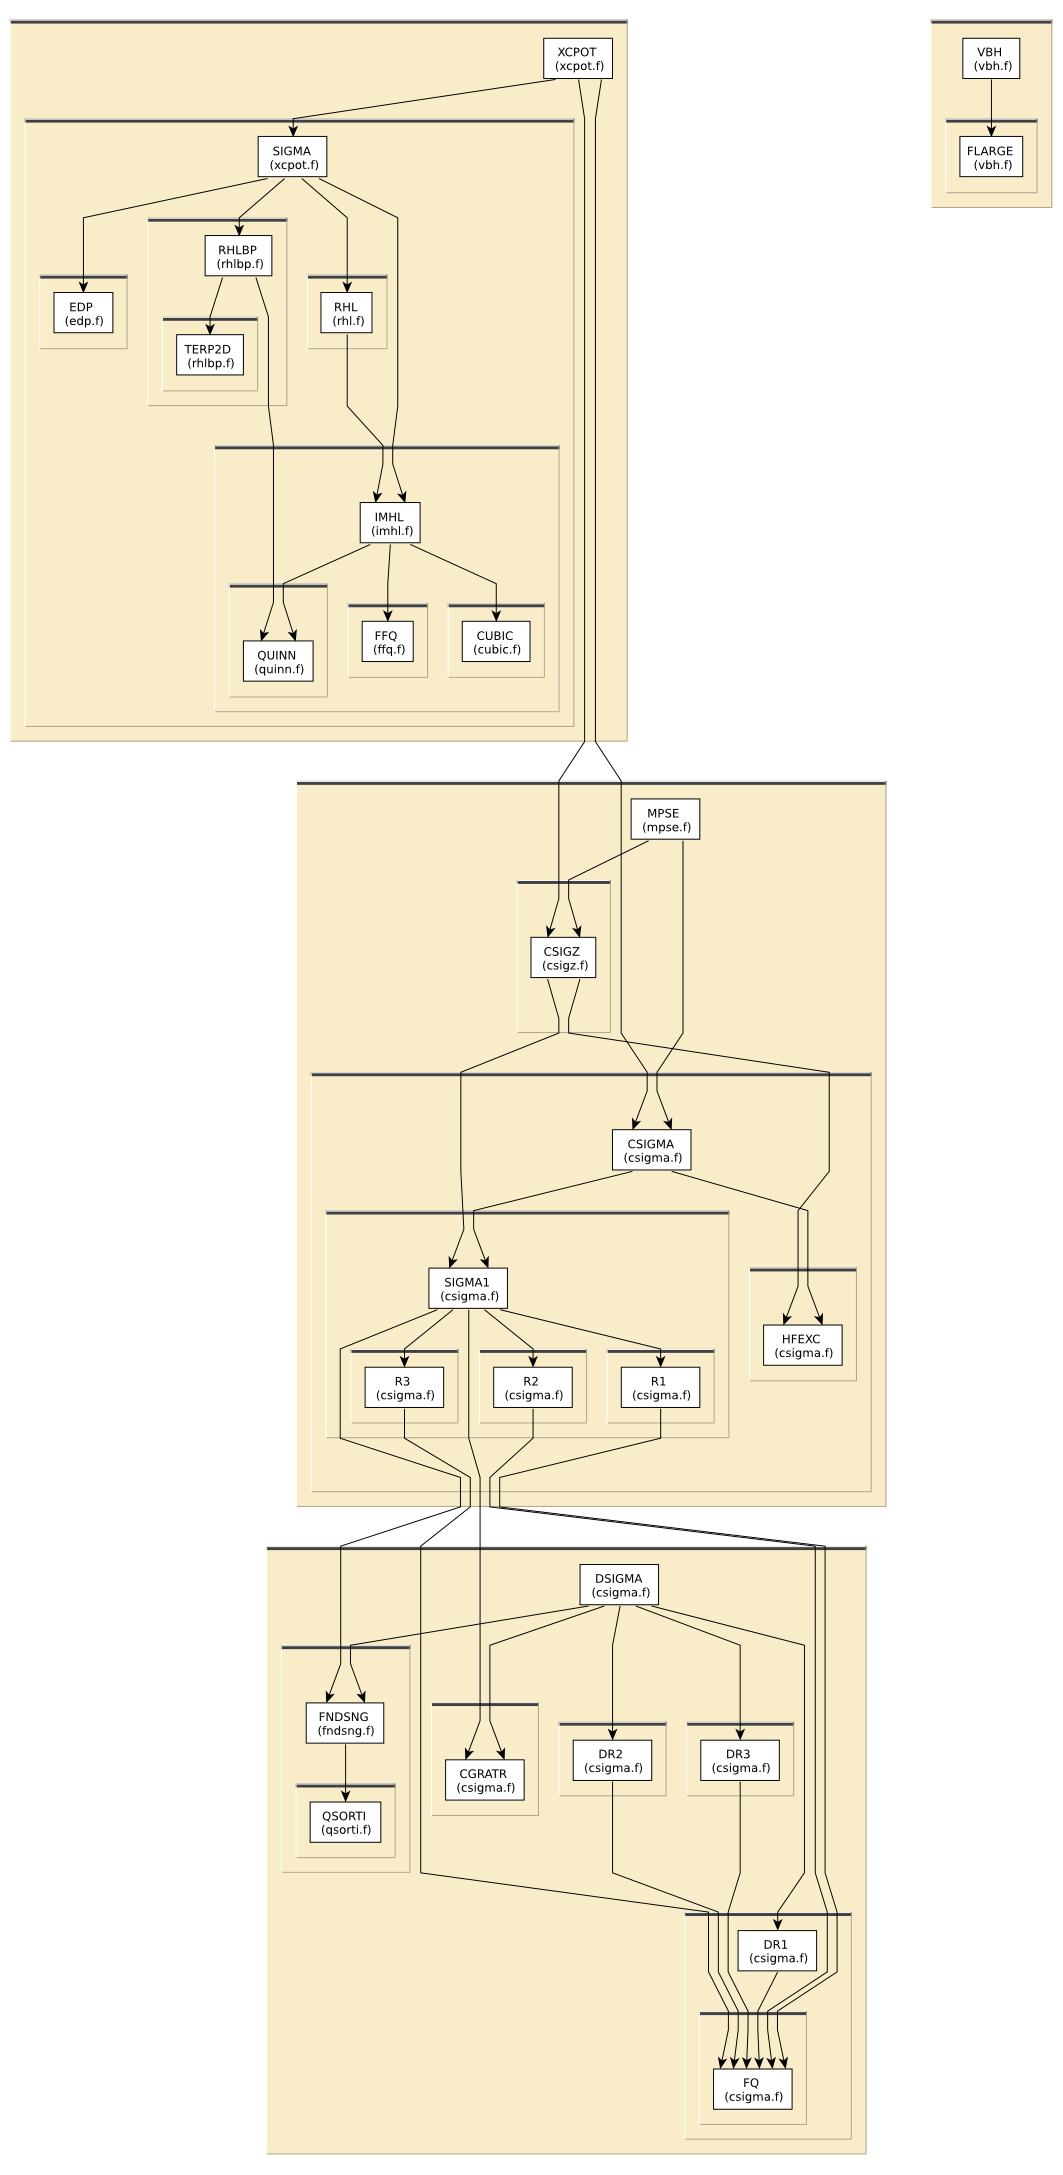 XCPOT
(xcpot.f)
VBH
(vbh.f)
SIGMA
(xcpot.f)
FLARGE
(vbh.f)
RHLBP
(rhlbp.f)
EDP
(edp.f)
RHL
(rhl.f)
TERP2D
(rhlbp.f)
IMHL
(imhl.f)
QUINN
(quinn.f)
FFQ
(ffq.f)
CUBIC
(cubic.f)
MPSE
(mpse.f)
CSIGZ
(csigz.f)
CSIGMA
(csigma.f)
SIGMA1
(csigma.f)
HFEXC
(csigma.f)
R3
(csigma.f)
R2
(csigma.f)
R1
(csigma.f)
DSIGMA
(csigma.f)
FNDSNG
(fndsng.f)
CGRATR
(csigma.f)
DR2
(csigma.f)
DR3
(csigma.f)
QSORTI
(qsorti.f)
DR1
(csigma.f)
FQ
(csigma.f)